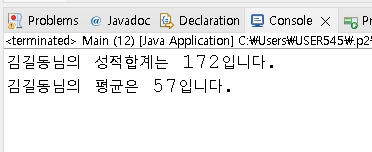 Problems @ Javadoc Declaration Console
<terminated> Main (12) [Java Application] C:₩Users₩USER545₩.p2
김길동님의 성적합계는 172입니다.
김길동님의 평균은 57입니다.